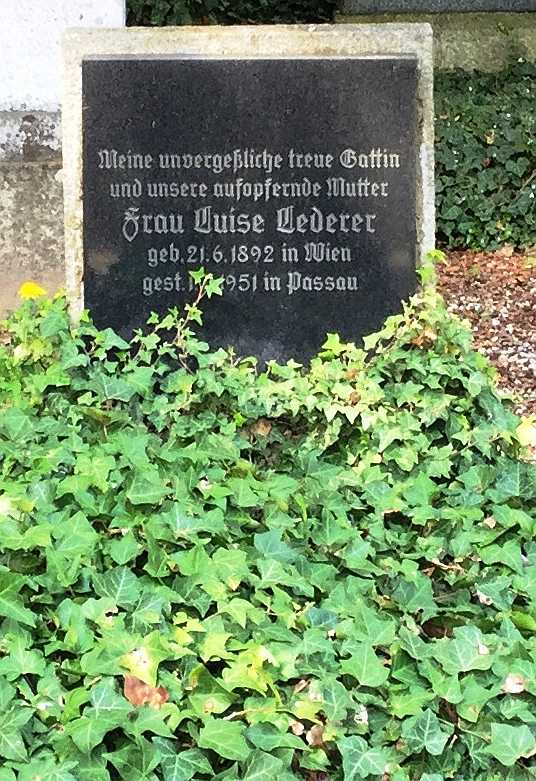 Meine unvergeßliche treue Gattin
und unsere aufopfernde Mutter
Frau Luise Lederer
geb. 21.6.1892 in Wien
gest. 1951 in Passau